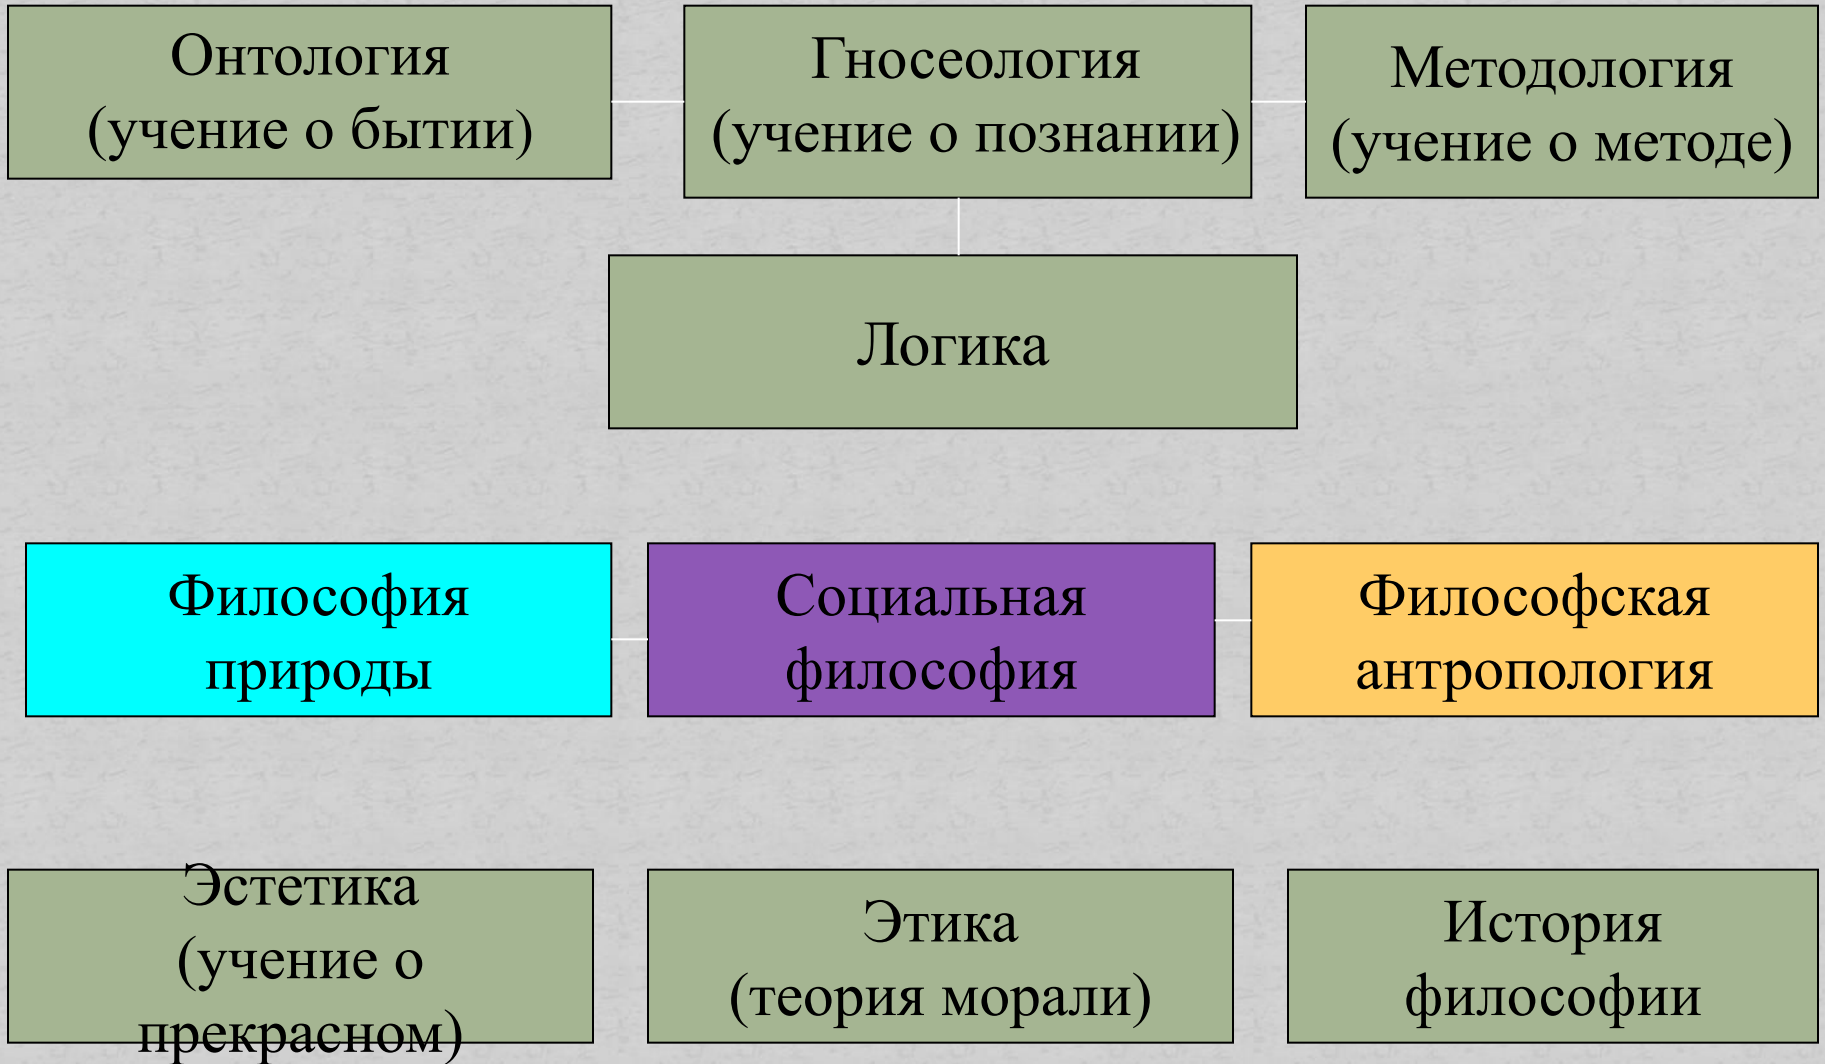 Онтология
(учение о бытии)
Гносеология
(учение о познании)
Методология
(учение о методе)
Логика
Философия
природы
Социальная
философия
Философская
антропология
Эстетика
(учение о
прекрасном)
Этика
(теория морали)
История
философии